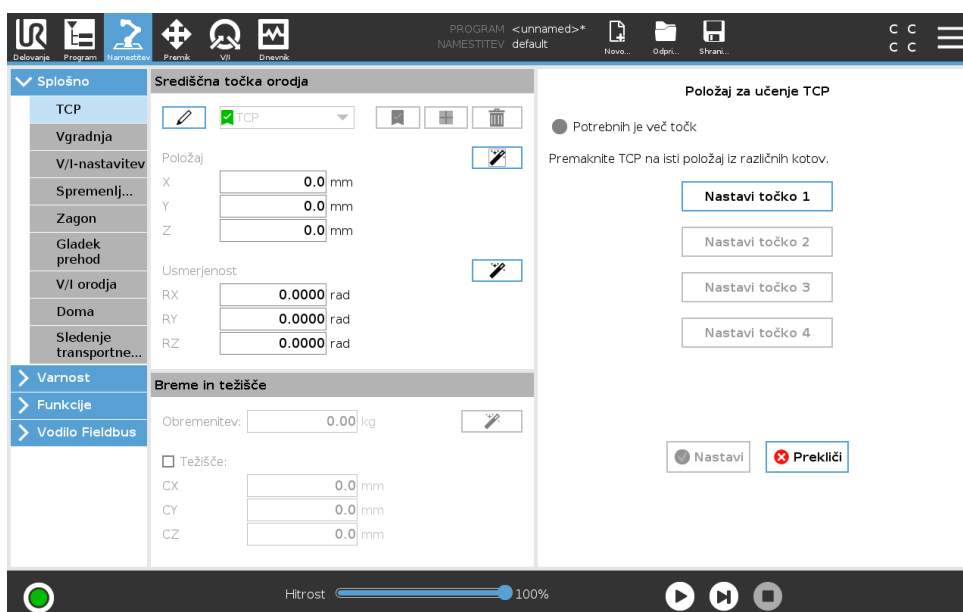 UR
PROGRAM <unnamed>*
NAMESTITEV default
C C
C C
Delovanje Program Namestitev Premik V/I Dnevnik Novo... Odpri... Shrani...
Splošno
TCP
Vgradnja
V/I-nastavitev
Spremenlj...
Zagon
Gladek
prehod
V/I orodja
Doma
Sledenje
transportne...
Varnost
Funkcije
Vodilo Fieldbus
Središčna točka orodja
TCP
Položaj
X 0.0 mm
Y 0.0 mm
Z 0.0 mm
Usmerjenost
RX 0.0000 rad
RY 0.0000 rad
RZ 0.0000 rad
Breme in težišče
Obremenitev: 0.00 kg
Težišče:
CX 0.0 mm
CY 0.0 mm
CZ 0.0 mm
Položaj za učenje TCP
Potrebnih je več točk
Premaknite TCP na isti položaj iz različnih kotov.
Nastavi točko 1
Nastavi točko 2
Nastavi točko 3
Nastavi točko 4
Nastavi Prekliči
Hitrost 100%